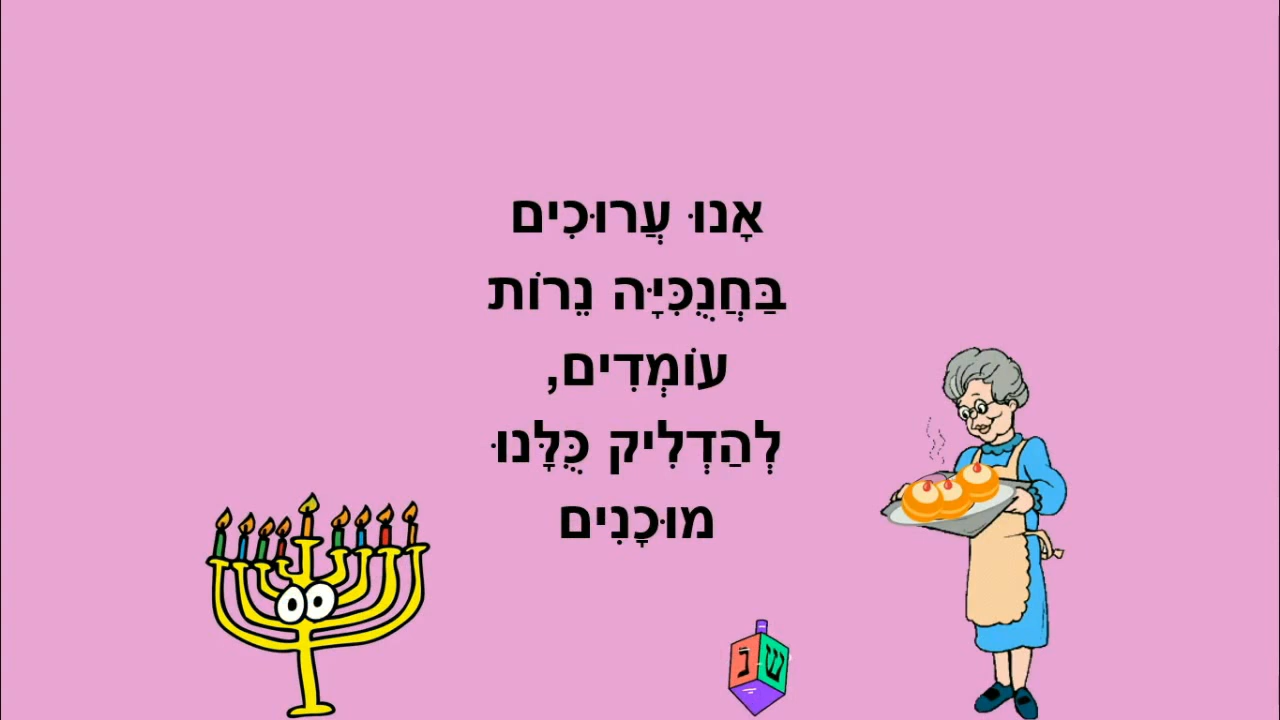 אָנוּ עֲרוּכִים
בַּחֲנֻכִּיָּה נֵרוֹת
עוֹמְדִים,
לְהַדְלִיק כֻּלָּנוּ
מוּכָנִים
נ ש